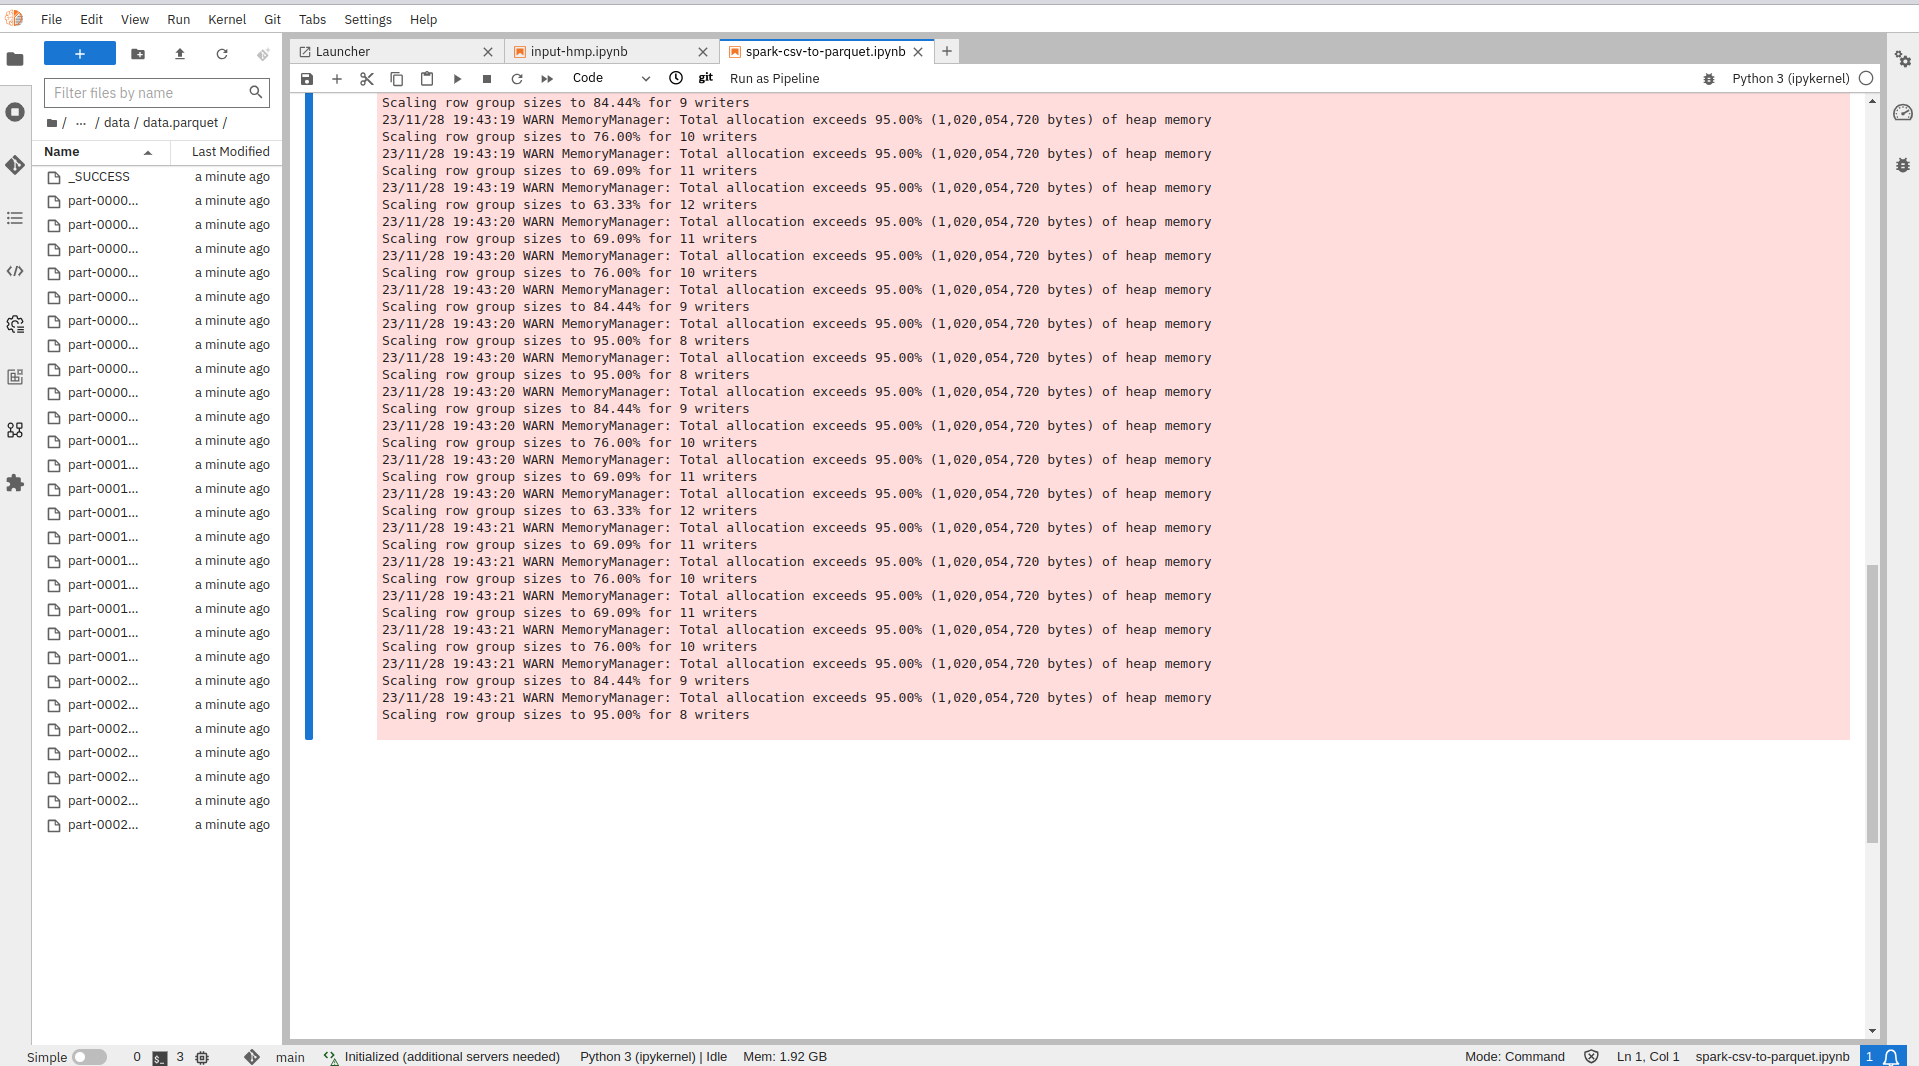 File Edit View Run Kernel Git Tabs Settings Help
Launcher
input-hmp.ipynb
spark-csv-to-parquet.ipynb
Code
git
Run as Pipeline
Python 3 (ipykernel)
Filter files by name
/ ... / data / data.parquet /
Name Last Modified
_SUCCESS a minute ago
part-0000... a minute ago
part-0000... a minute ago
part-0000... a minute ago
part-0000... a minute ago
part-0000... a minute ago
part-0000... a minute ago
part-0000... a minute ago
part-0000... a minute ago
part-0000... a minute ago
part-0000... a minute ago
part-0001... a minute ago
part-0001... a minute ago
part-0001... a minute ago
part-0001... a minute ago
part-0001... a minute ago
part-0001... a minute ago
part-0001... a minute ago
part-0001... a minute ago
part-0001... a minute ago
part-0001... a minute ago
part-0002... a minute ago
part-0002... a minute ago
part-0002... a minute ago
part-0002... a minute ago
part-0002... a minute ago
part-0002... a minute ago
part-0002... a minute ago
Scaling row group sizes to 84.44% for 9 writers
23/11/28 19:43:19 WARN MemoryManager: Total allocation exceeds 95.00% (1,020,054,720 bytes) of heap memory
Scaling row group sizes to 76.00% for 10 writers
23/11/28 19:43:19 WARN MemoryManager: Total allocation exceeds 95.00% (1,020,054,720 bytes) of heap memory
Scaling row group sizes to 69.09% for 11 writers
23/11/28 19:43:19 WARN MemoryManager: Total allocation exceeds 95.00% (1,020,054,720 bytes) of heap memory
Scaling row group sizes to 63.33% for 12 writers
23/11/28 19:43:20 WARN MemoryManager: Total allocation exceeds 95.00% (1,020,054,720 bytes) of heap memory
Scaling row group sizes to 69.09% for 11 writers
23/11/28 19:43:20 WARN MemoryManager: Total allocation exceeds 95.00% (1,020,054,720 bytes) of heap memory
Scaling row group sizes to 76.00% for 10 writers
23/11/28 19:43:20 WARN MemoryManager: Total allocation exceeds 95.00% (1,020,054,720 bytes) of heap memory
Scaling row group sizes to 84.44% for 9 writers
23/11/28 19:43:20 WARN MemoryManager: Total allocation exceeds 95.00% (1,020,054,720 bytes) of heap memory
Scaling row group sizes to 95.00% for 8 writers
23/11/28 19:43:20 WARN MemoryManager: Total allocation exceeds 95.00% (1,020,054,720 bytes) of heap memory
Scaling row group sizes to 95.00% for 8 writers
23/11/28 19:43:20 WARN MemoryManager: Total allocation exceeds 95.00% (1,020,054,720 bytes) of heap memory
Scaling row group sizes to 84.44% for 9 writers
23/11/28 19:43:20 WARN MemoryManager: Total allocation exceeds 95.00% (1,020,054,720 bytes) of heap memory
Scaling row group sizes to 76.00% for 10 writers
23/11/28 19:43:20 WARN MemoryManager: Total allocation exceeds 95.00% (1,020,054,720 bytes) of heap memory
Scaling row group sizes to 69.09% for 11 writers
23/11/28 19:43:20 WARN MemoryManager: Total allocation exceeds 95.00% (1,020,054,720 bytes) of heap memory
Scaling row group sizes to 63.33% for 12 writers
23/11/28 19:43:21 WARN MemoryManager: Total allocation exceeds 95.00% (1,020,054,720 bytes) of heap memory
Scaling row group sizes to 69.09% for 11 writers
23/11/28 19:43:21 WARN MemoryManager: Total allocation exceeds 95.00% (1,020,054,720 bytes) of heap memory
Scaling row group sizes to 76.00% for 10 writers
23/11/28 19:43:21 WARN MemoryManager: Total allocation exceeds 95.00% (1,020,054,720 bytes) of heap memory
Scaling row group sizes to 69.09% for 11 writers
23/11/28 19:43:21 WARN MemoryManager: Total allocation exceeds 95.00% (1,020,054,720 bytes) of heap memory
Scaling row group sizes to 76.00% for 10 writers
23/11/28 19:43:21 WARN MemoryManager: Total allocation exceeds 95.00% (1,020,054,720 bytes) of heap memory
Scaling row group sizes to 84.44% for 9 writers
23/11/28 19:43:21 WARN MemoryManager: Total allocation exceeds 95.00% (1,020,054,720 bytes) of heap memory
Scaling row group sizes to 95.00% for 8 writers
Simple 0 3 main Initialized (additional servers needed) Python 3 (ipykernel) | Idle Mem: 1.92 GB Mode: Command Ln 1, Col 1 spark-csv-to-parquet.ipynb 1